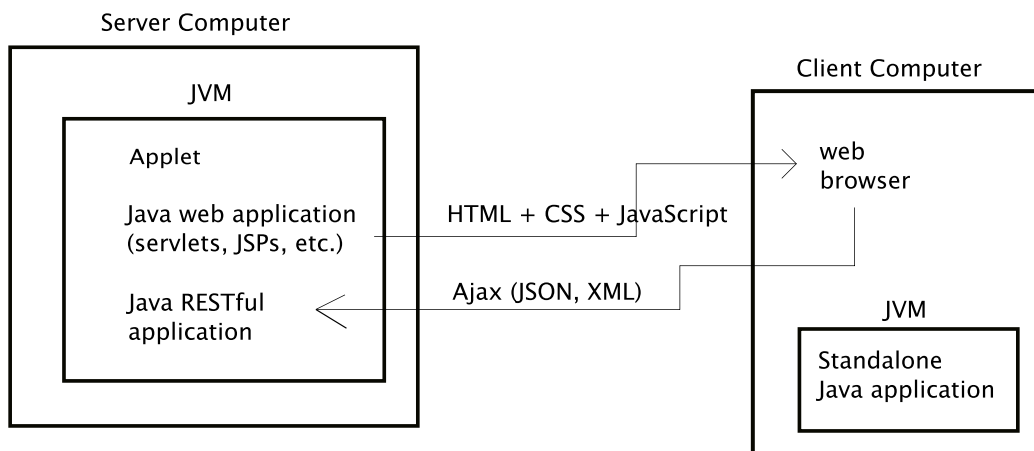 Server Computer
JVM
Applet
Java web application
(servlets, JSPs, etc.)
Java RESTful
application
HTML + CSS + JavaScript
Ajax (JSON, XML)
Client Computer
web
browser
JVM
Standalone
Java application